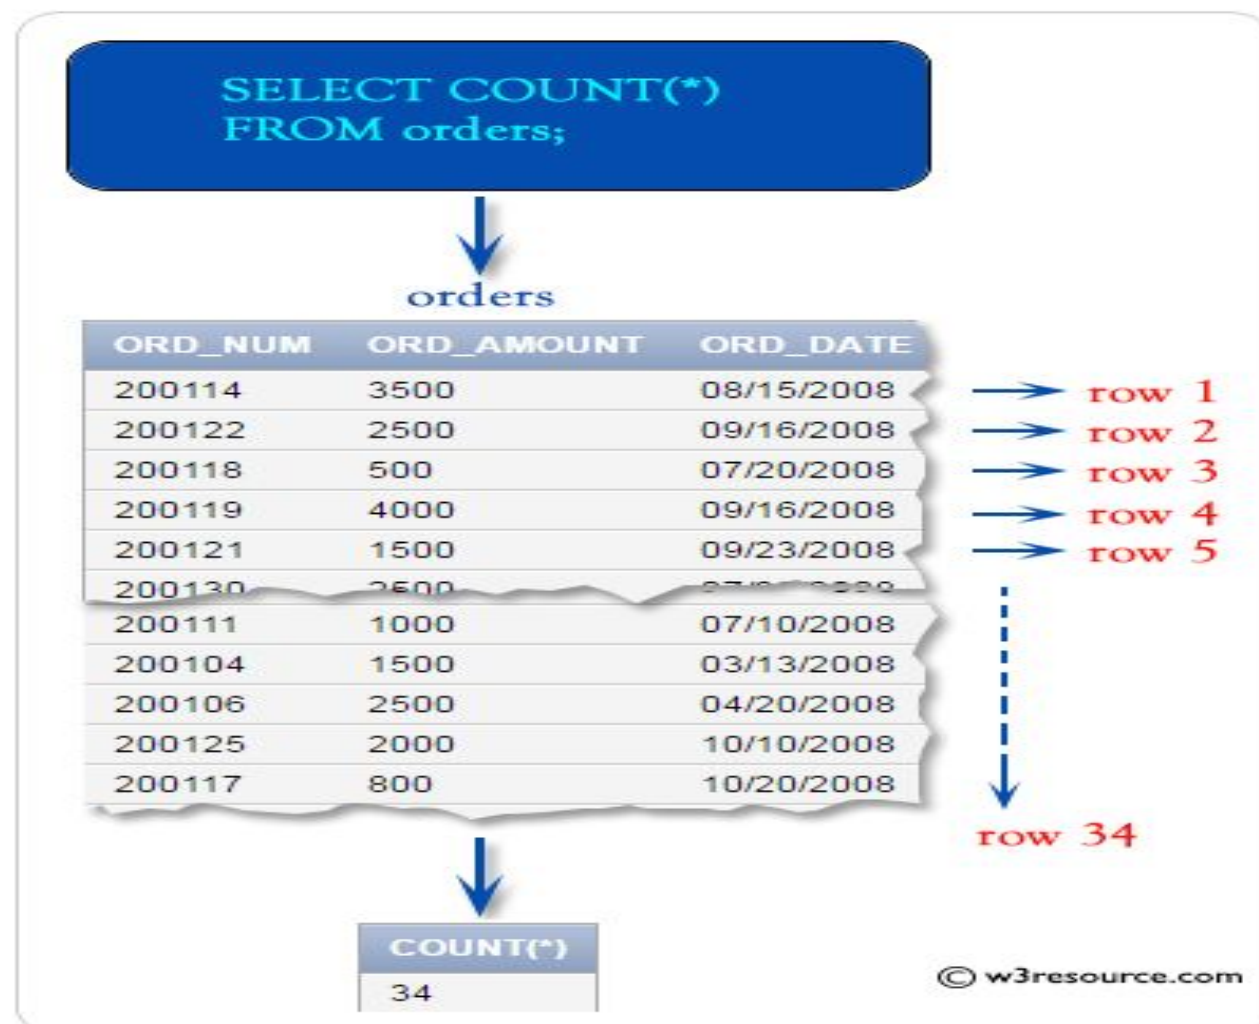 SELECT COUNT(*)
FROM orders;
orders
ORD_NUM ORD_AMOUNT ORD_DATE
200114 3500 08/15/2008 row 1
200122 2500 09/16/2008 row 2
200118 500 07/20/2008 row 3
200119 4000 09/16/2008 row 4
200121 1500 09/23/2008 row 5
200130 2500
200111 1000 07/10/2008
200104 1500 03/13/2008
200106 2500 04/20/2008
200125 2000 10/10/2008
200117 800 10/20/2008
row 34
COUNT(*)
34
© w3resource.com